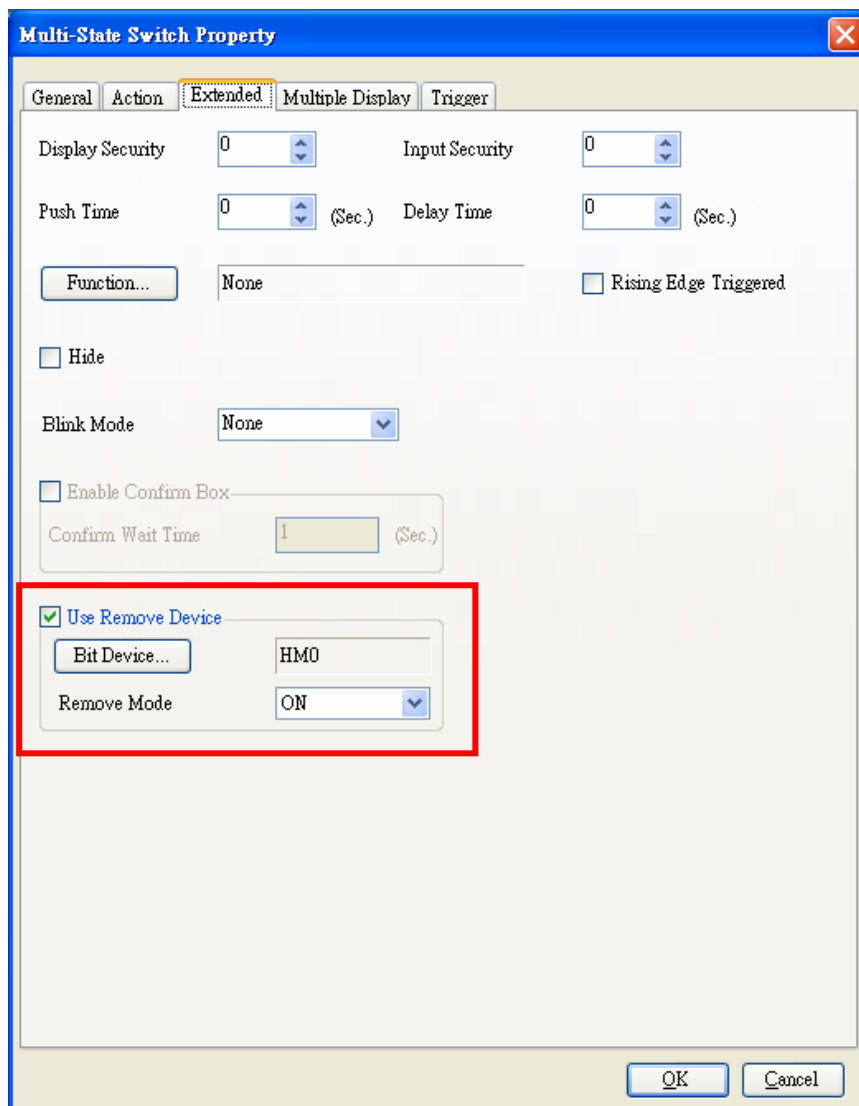 Multi-State Switch Property
General Action Extended Multiple Display Trigger
Display Security 0 Input Security 0
Push Time 0 (Sec.) Delay Time 0 (Sec.)
Function... None Rising Edge Triggered
Hide
Blink Mode None
Enable Confirm Box
Confirm Wait Time 1 (Sec.)
Use Remove Device
Bit Device... HM0
Remove Mode ON
OK Cancel